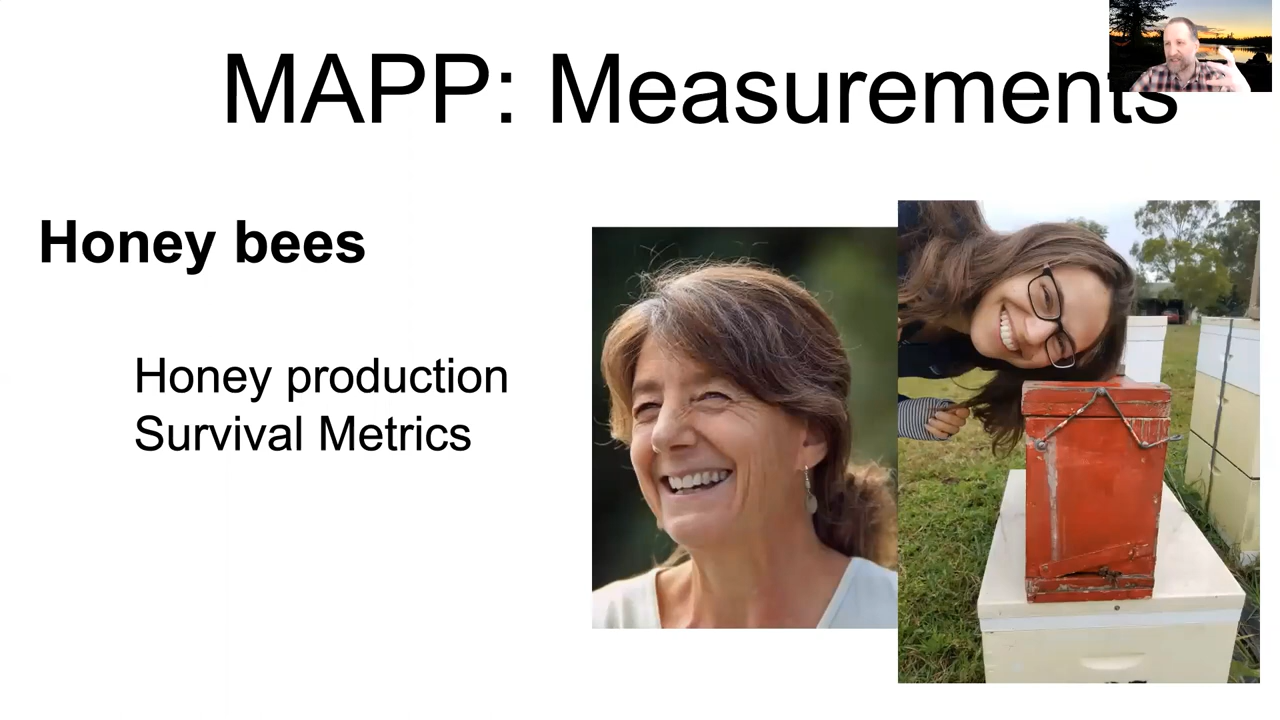 MAPP: Measurements
Honey bees
Honey production
Survival Metrics